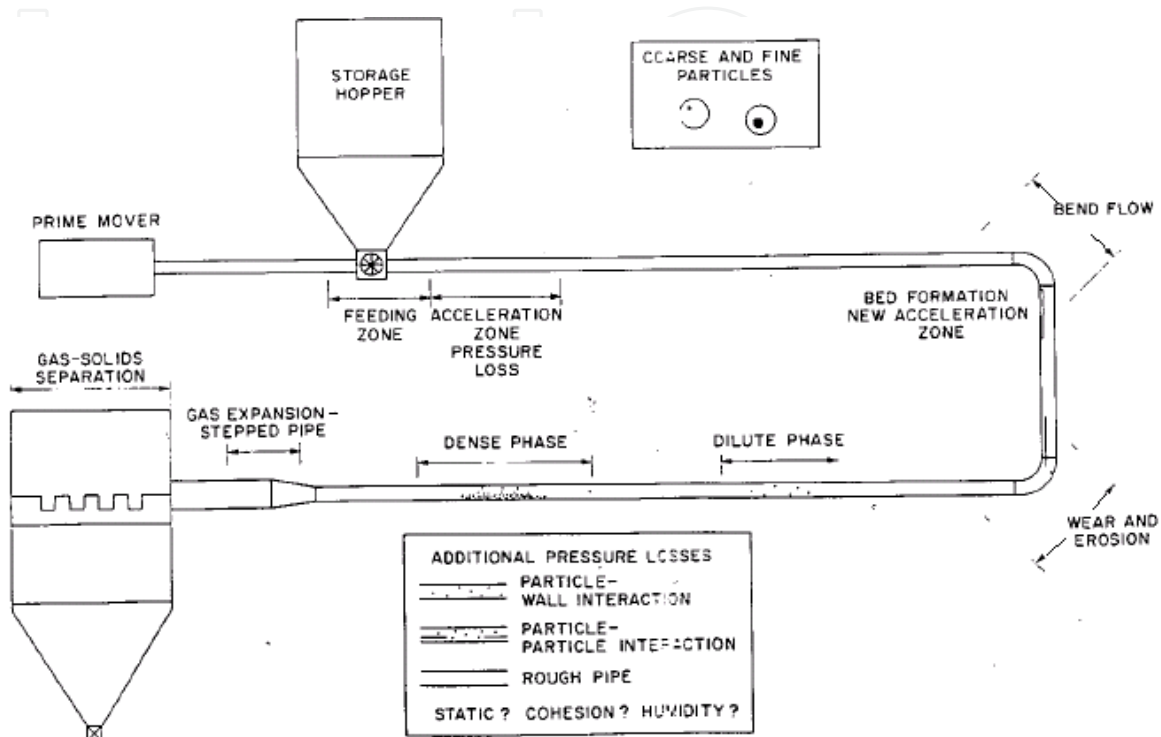 STORAGE
HOPPER
COARSE AND FINE
PARTICLES
PRIME MOVER
BEND FLOW
FEEDING
ZONE
ACCELERATION
ZONE
PRESSURE
LOSS
BED FORMATION
NEW ACCELERATION
ZONE
GAS-SOLIDS
SEPARATION
GAS EXPANSION-
STEPPED PIPE
DENSE PHASE
DILUTE PHASE
WEAR AND
EROSION
ADDITIONAL PRESSURE LOSSES
PARTICLE-
WALL INTERACTION
PARTICLE-
PARTICLE INTERACTION
ROUGH PIPE
STATIC ? COHESION ? HUMIDITY ?